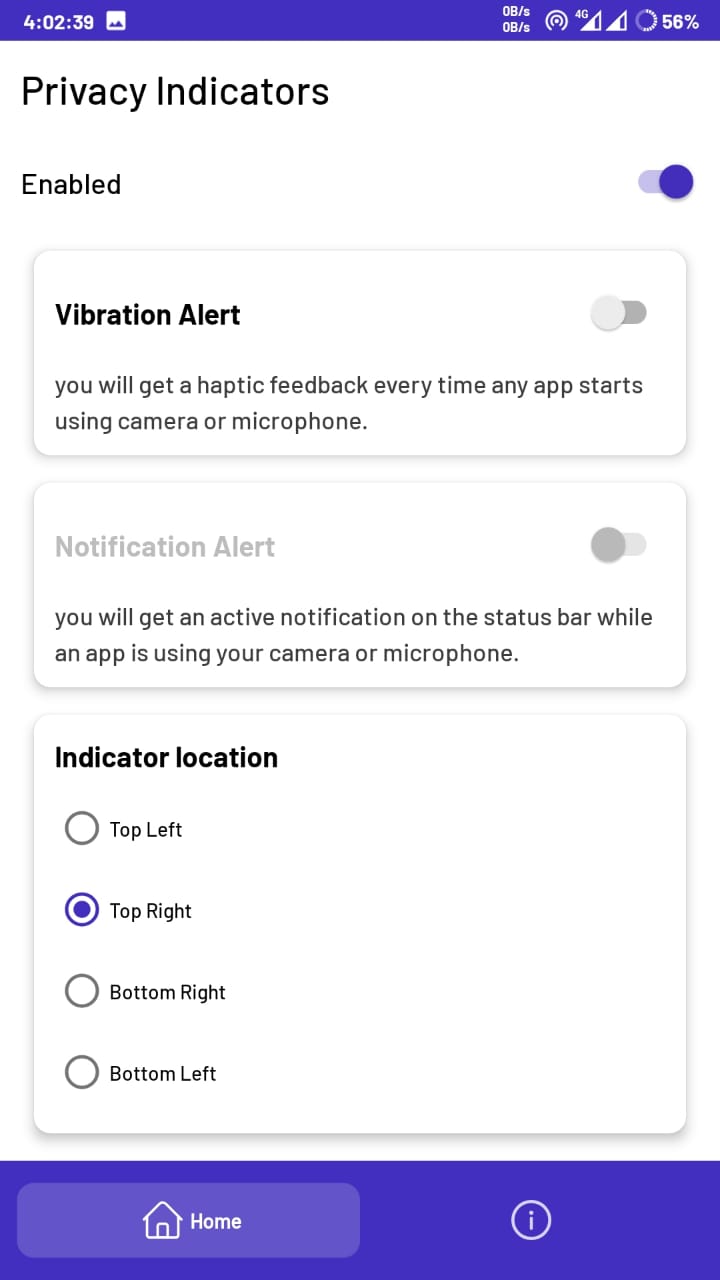 4:02:39
0B/s
0B/s
4G
56%
Privacy Indicators
Enabled
Vibration Alert
you will get a haptic feedback every time any app starts
using camera or microphone.
Notification Alert
you will get an active notification on the status bar while
an app is using your camera or microphone.
Indicator location
Top Left
Top Right
Bottom Right
Bottom Left
Home